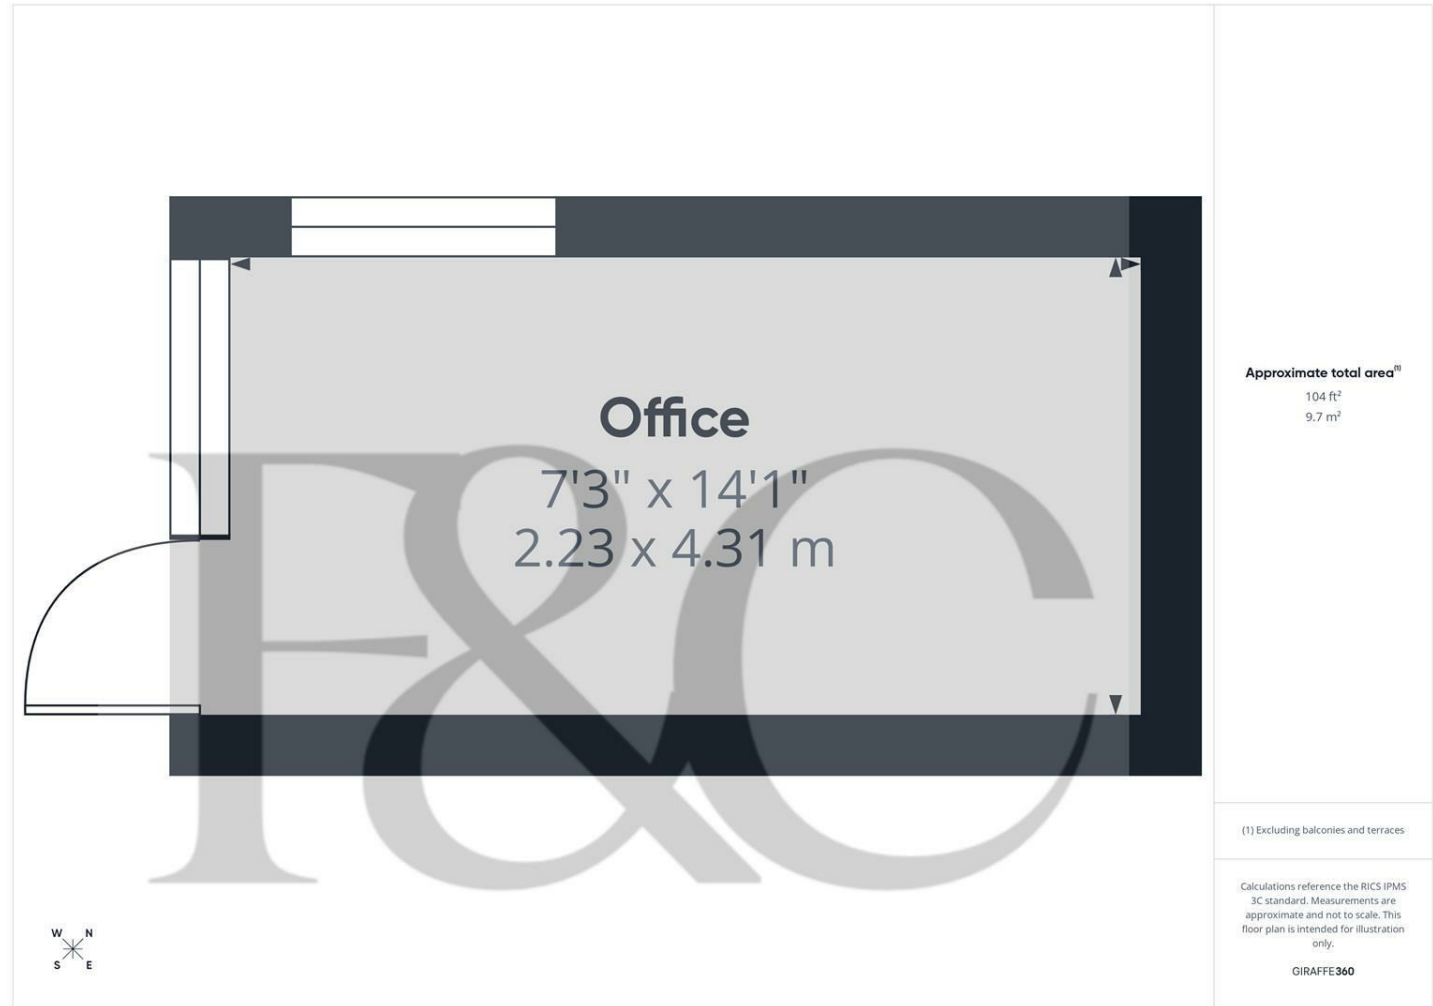 Office
7'3" x 14'1"
2.23 x 4.31 m
F&C
Approximate total area(1)
104 ft²
9.7 m²
(1) Excluding balconies and terraces
Calculations reference the RICS IPMS
3C standard. Measurements are
approximate and not to scale. This
floor plan is intended for illustration
only.
GIRAFFE360
W N
S E